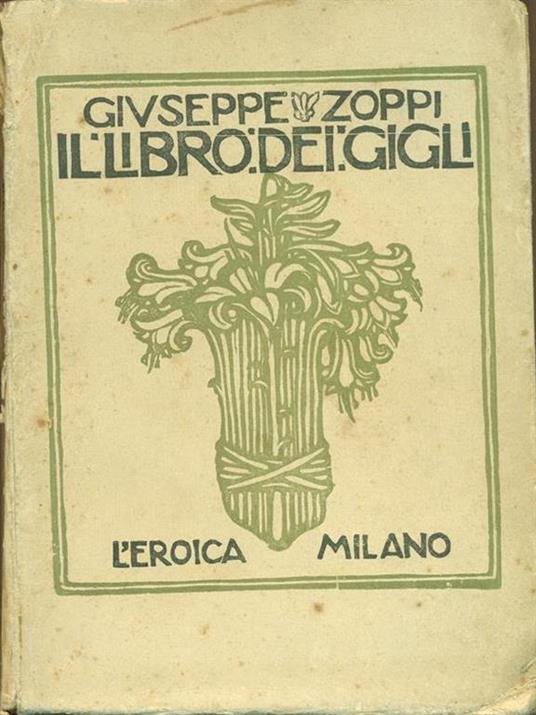 GIVSEPPE ZOPPI
IL·LIBRO:DEI:GIGLI
L'EROICA MILANO